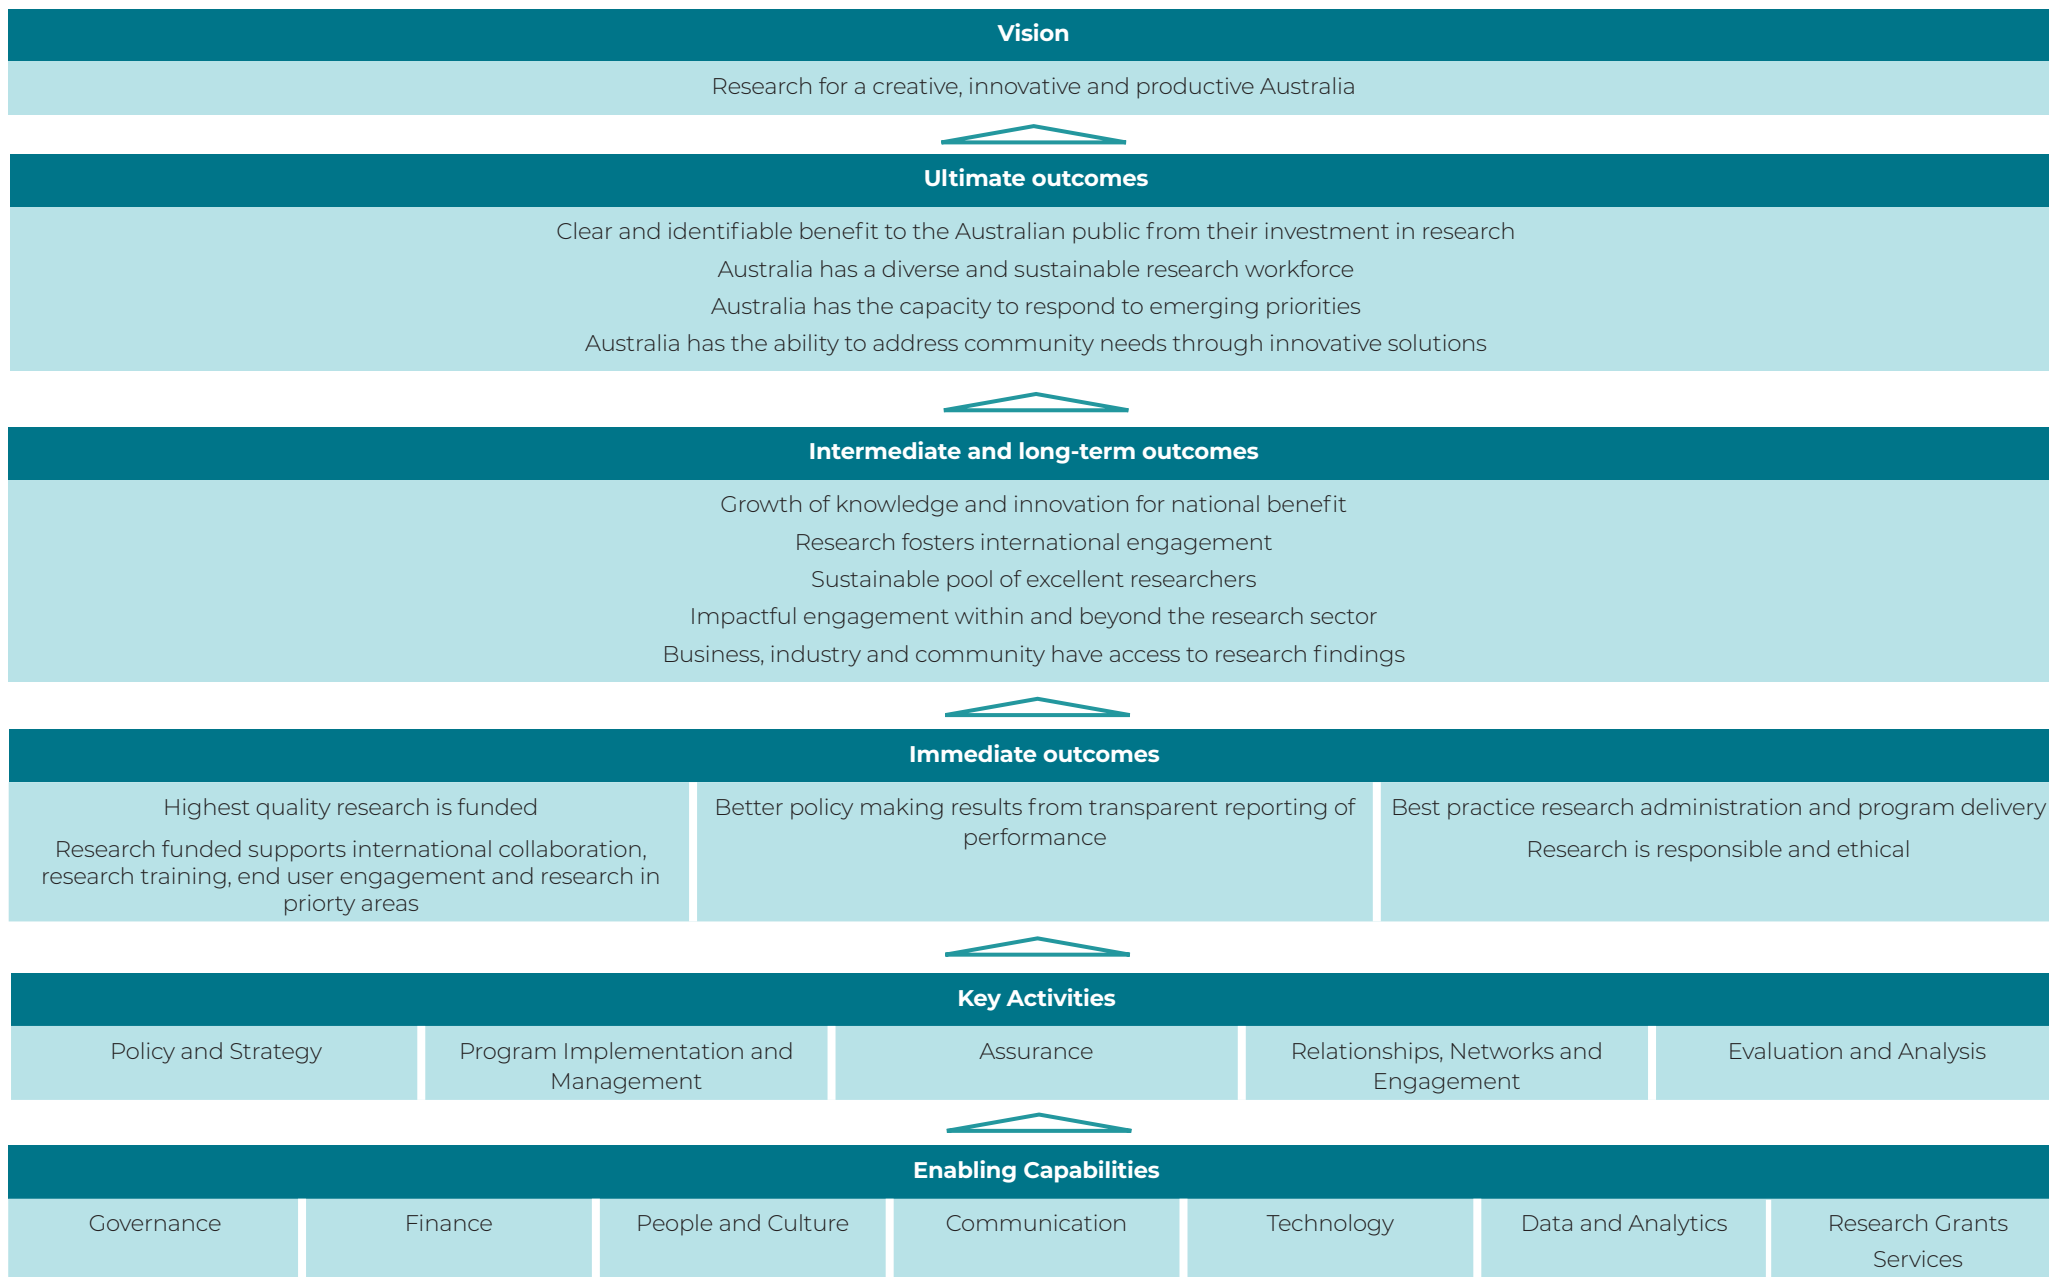 Vision
Research for a creative, innovative and productive Australia
Ultimate outcomes
Clear and identifiable benefit to the Australian public from their investment in research
Australia has a diverse and sustainable research workforce
Australia has the capacity to respond to emerging priorities
Australia has the ability to address community needs through innovative solutions
Intermediate and long-term outcomes
Growth of knowledge and innovation for national benefit
Research fosters international engagement
Sustainable pool of excellent researchers
Impactful engagement within and beyond the research sector
Business, industry and community have access to research findings
Immediate outcomes
Highest quality research is funded
Research funded supports international collaboration,
research training, end user engagement and research in
priorty areas
Better policy making results from transparent reporting of
performance
Best practice research administration and program delivery
Research is responsible and ethical
Key Activities
Policy and Strategy
Program Implementation and
Management
Assurance
Relationships, Networks and
Engagement
Evaluation and Analysis
Enabling Capabilities
Governance
Finance
People and Culture
Communication
Technology
Data and Analytics
Research Grants
Services